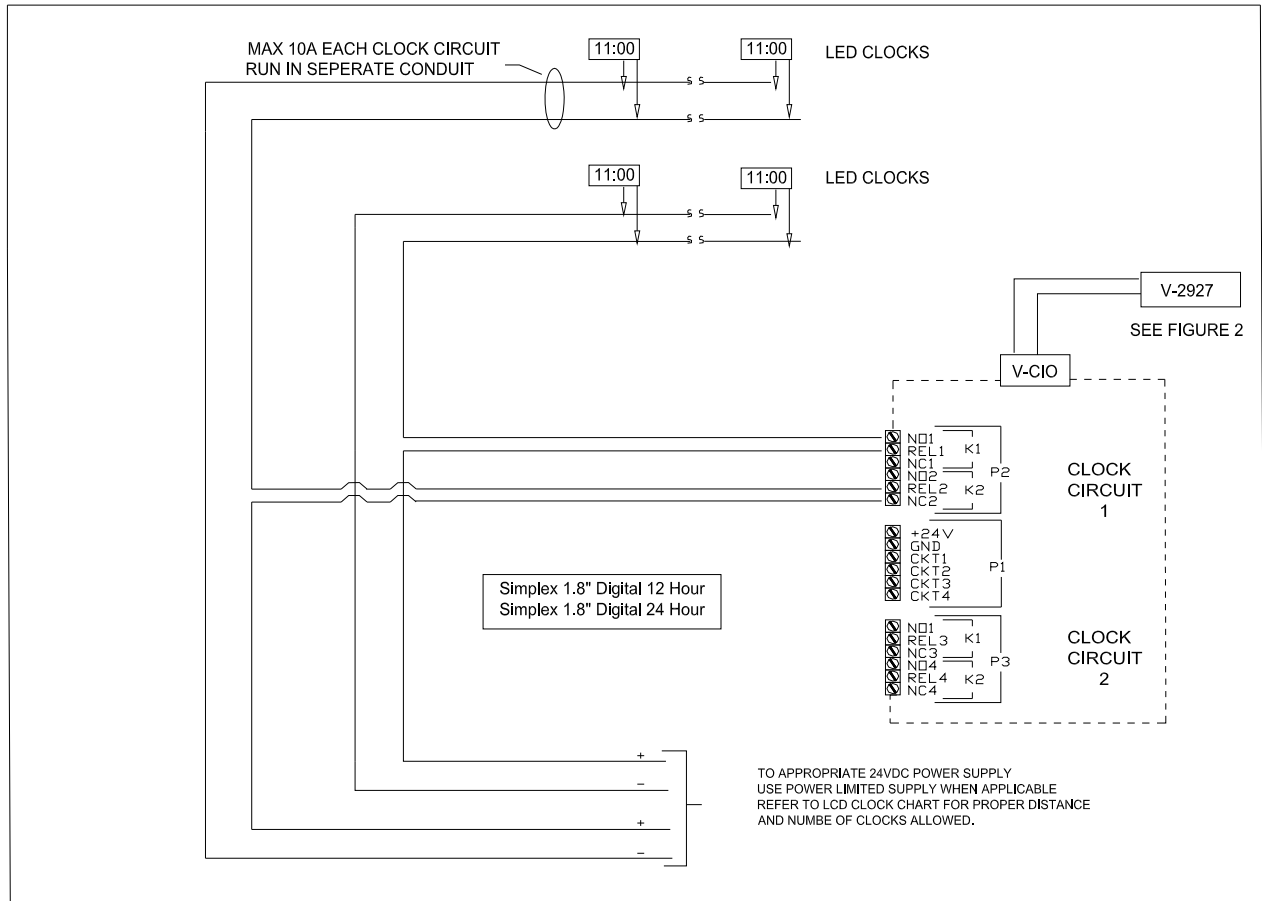 MAX 10A EACH CLOCK CIRCUIT
RUN IN SEPERATE CONDUIT
11:00
11:00
LED CLOCKS
S S
S S
11:00
11:00
LED CLOCKS
S S
S S
V-2927
SEE FIGURE 2
V-CIO
NO1
REL1
NC1
K1
NO2
REL2
NC2
K2
P2
CLOCK
CIRCUIT
1
+24V
GND
CKT1
CKT2
CKT3
CKT4
P1
Simplex 1.8" Digital 12 Hour
Simplex 1.8" Digital 24 Hour
NO1
REL3
NC3
K1
NO4
REL4
NC4
K2
P3
CLOCK
CIRCUIT
2
+
−
+
−
TO APPROPRIATE 24VDC POWER SUPPLY
USE POWER LIMITED SUPPLY WHEN APPLICABLE
REFER TO LCD CLOCK CHART FOR PROPER DISTANCE
AND NUMBE OF CLOCKS ALLOWED.